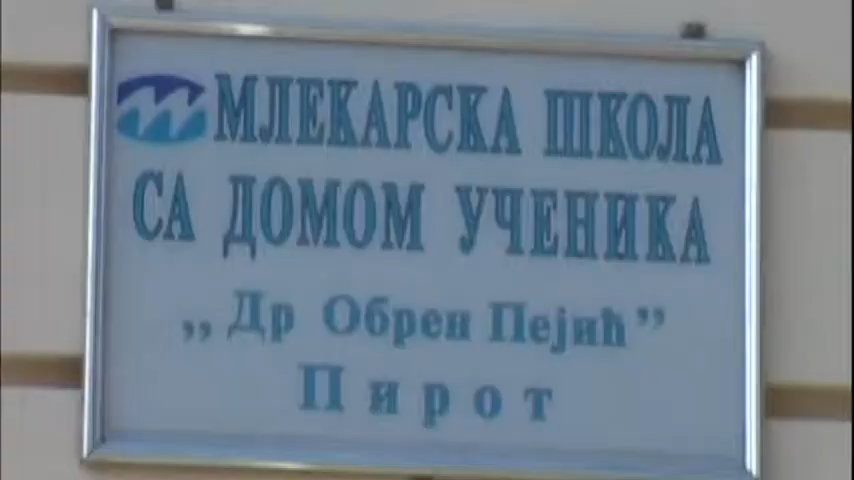 МЛЕКАРСКА ШКОЛА
СА ДОМОМ УЧЕНИКА
,,Др Обрен Пејић”
Пирот